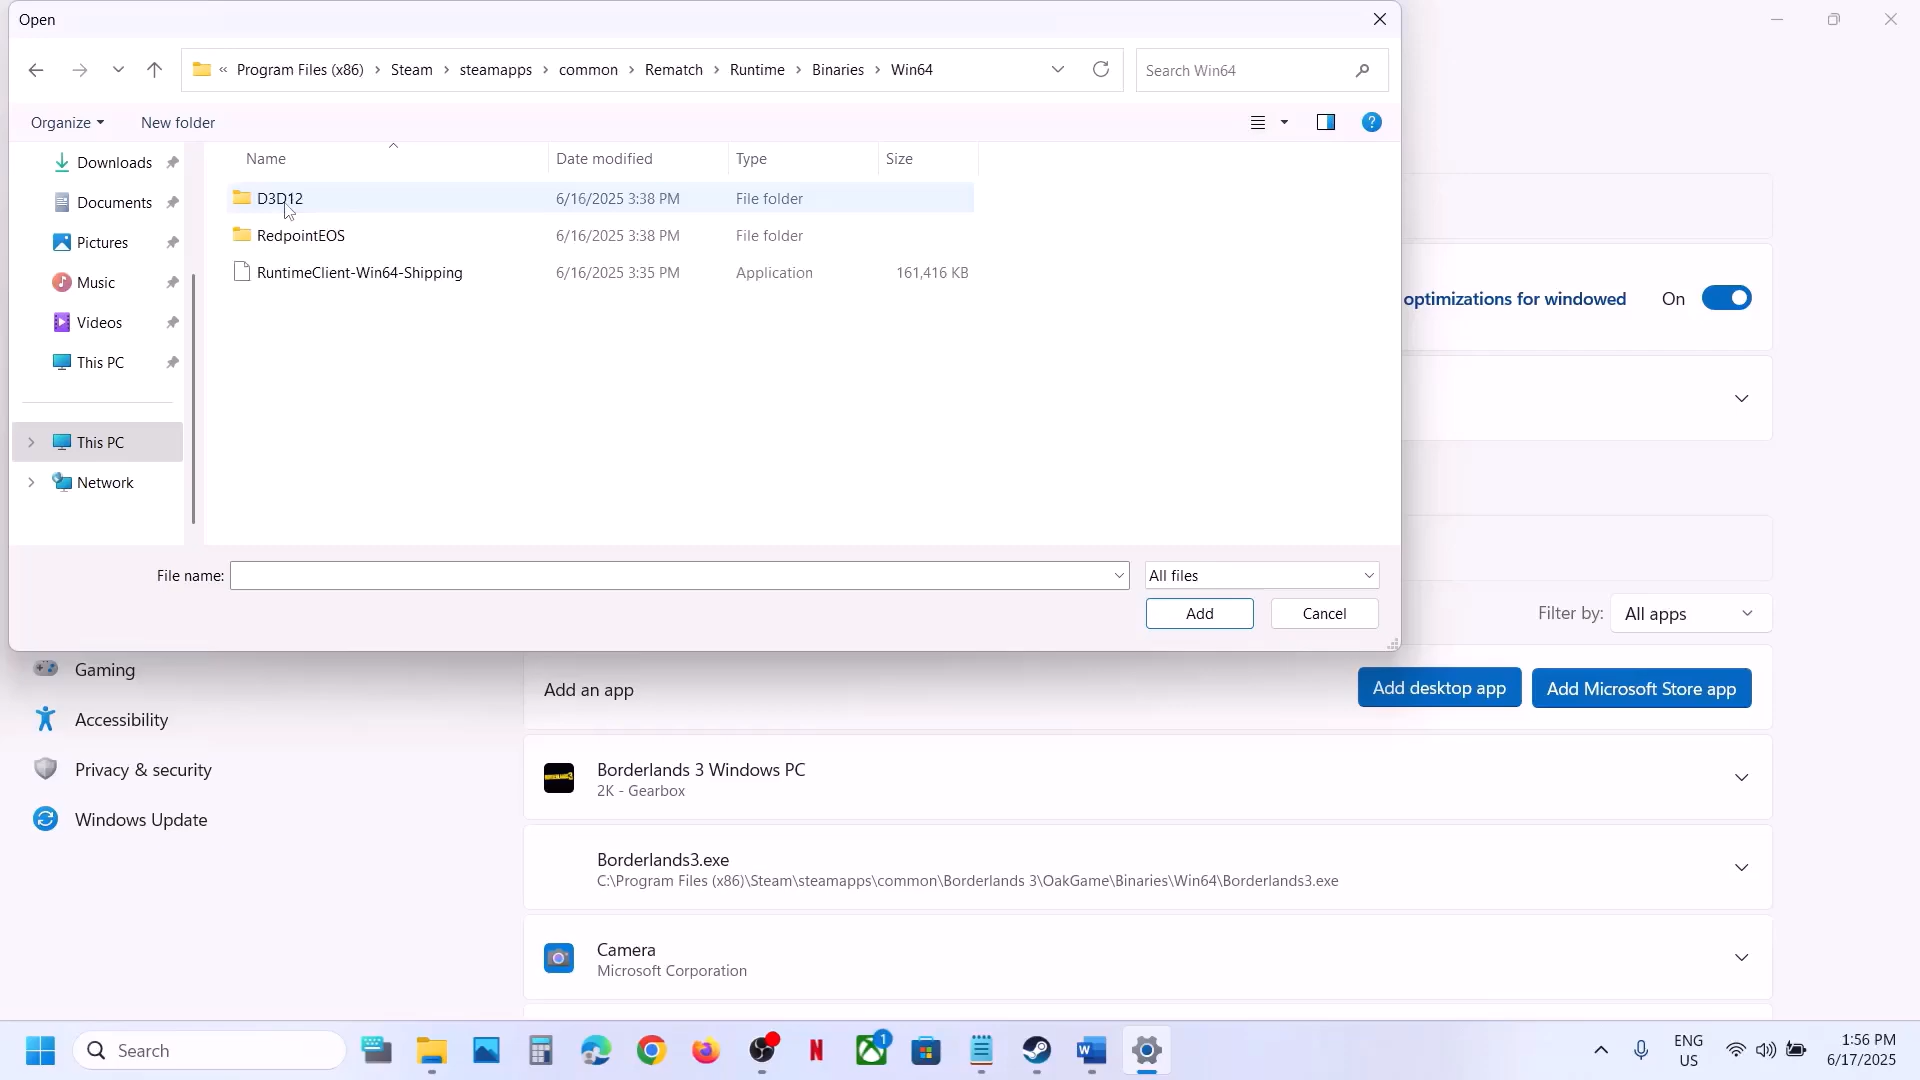 Open
« Program Files (x86) › Steam › steamapps › common › Rematch › Runtime › Binaries › Win64
Search Win64
Organize
New folder
Name
Date modified
Type
Size
Downloads
Documents
Pictures
Music
Videos
This PC
This PC
Network
D3D12 6/16/2025 3:38 PM File folder
RedpointEOS 6/16/2025 3:38 PM File folder
RuntimeClient-Win64-Shipping 6/16/2025 3:35 PM Application 161,416 KB
File name:
All files
Add
Cancel
optimizations for windowed
On
Filter by:
All apps
Gaming
Accessibility
Privacy & security
Windows Update
Add an app
Add desktop app
Add Microsoft Store app
Borderlands 3 Windows PC
2K - Gearbox
Borderlands3.exe
C:\Program Files (x86)\Steam\steamapps\common\Borderlands 3\OakGame\Binaries\Win64\Borderlands3.exe
Camera
Microsoft Corporation
Search
1
ENG
US
1:56 PM
6/17/2025